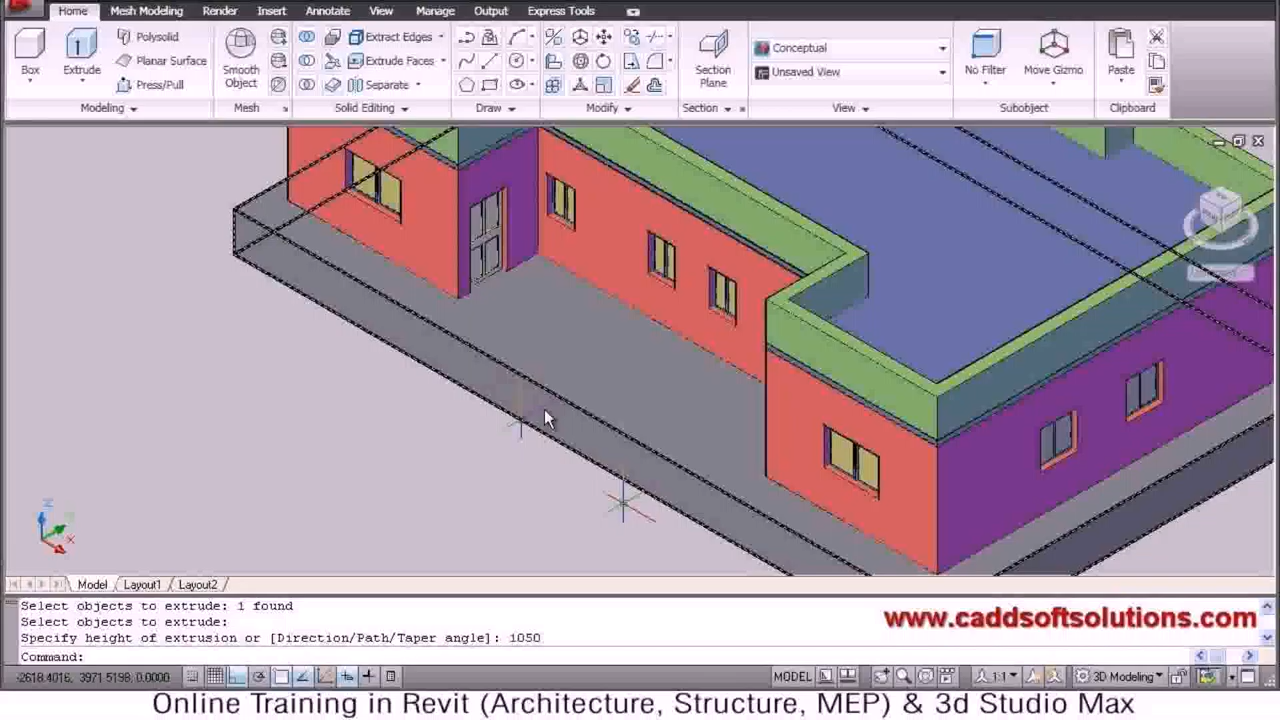 Home Mesh Modeling Render Insert Annotate View Manage Output Express Tools
Box
Extrude
Polysolid
Planar Surface
Press/Pull
Smooth
Object
Extract Edges
Extrude Faces
Separate
Section
Plane
Conceptual
Unsaved View
No Filter
Move Gizmo
Paste
Modeling Mesh Solid Editing Draw Modify Section View Subobject Clipboard
Z
X
Model Layout1 Layout2
Select objects to extrude: 1 found
Select objects to extrude:
Specify height of extrusion or [Direction/Path/Taper angle]: 1050
Command:
www.caddsoftsolutions.com
-2618.4016, 3971.5198, 0.0000
MODEL
1:1
3D Modeling
Online Training in Revit (Architecture, Structure, MEP) & 3d Studio Max